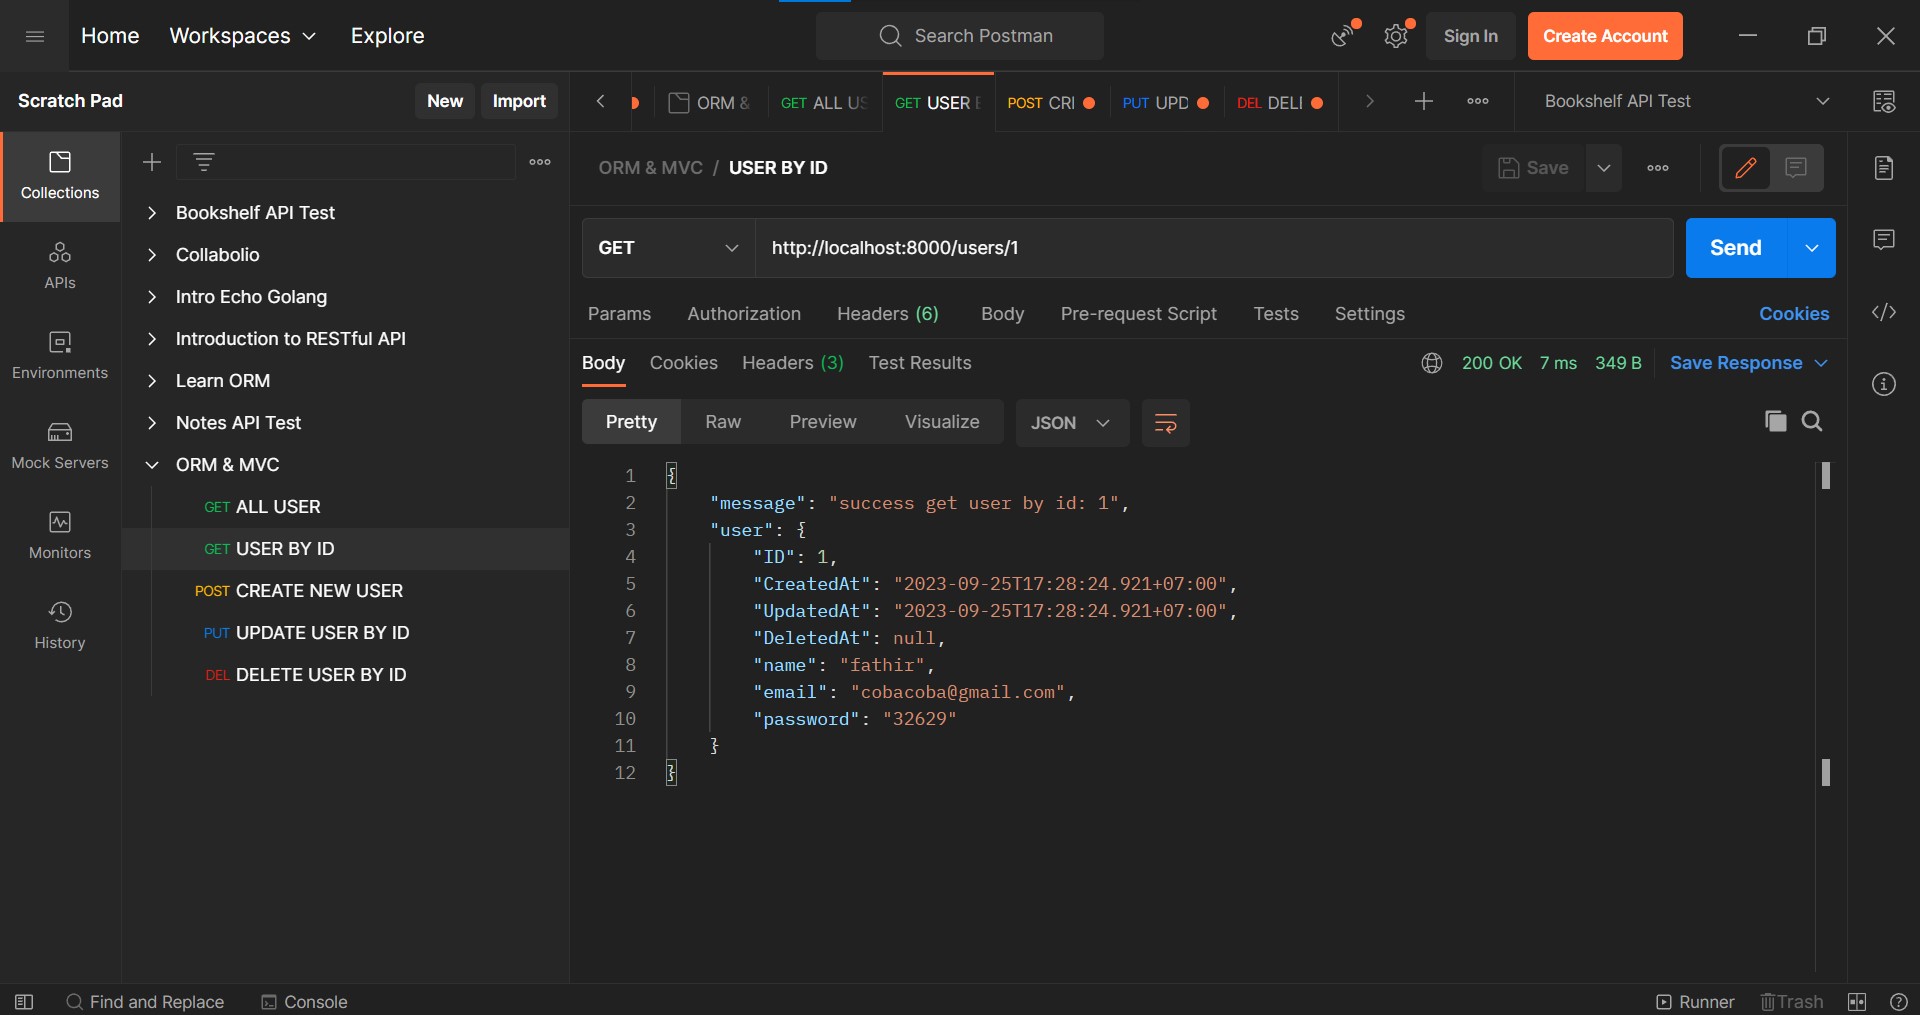 Home Workspaces Explore Search Postman Sign In Create Account
Scratch Pad New Import
ORM & GET ALL US GET USER POST CRI PUT UPD DEL DELI Bookshelf API Test
Collections
APIs
Environments
Mock Servers
Monitors
History
Bookshelf API Test
Collabolio
Intro Echo Golang
Introduction to RESTful API
Learn ORM
Notes API Test
ORM & MVC
GET ALL USER
GET USER BY ID
POST CREATE NEW USER
PUT UPDATE USER BY ID
DEL DELETE USER BY ID
ORM & MVC / USER BY ID Save
GET http://localhost:8000/users/1 Send
Params Authorization Headers (6) Body Pre-request Script Tests Settings Cookies
Body Cookies Headers (3) Test Results 200 OK 7 ms 349 B Save Response
Pretty Raw Preview Visualize JSON
1 {
2 "message": "success get user by id: 1",
3 "user": {
4 "ID": 1,
5 "CreatedAt": "2023-09-25T17:28:24.921+07:00",
6 "UpdatedAt": "2023-09-25T17:28:24.921+07:00",
7 "DeletedAt": null,
8 "name": "fathir",
9 "email": "cobacoba@gmail.com",
10 "password": "32629"
11 }
12 }
Find and Replace Console Runner Trash